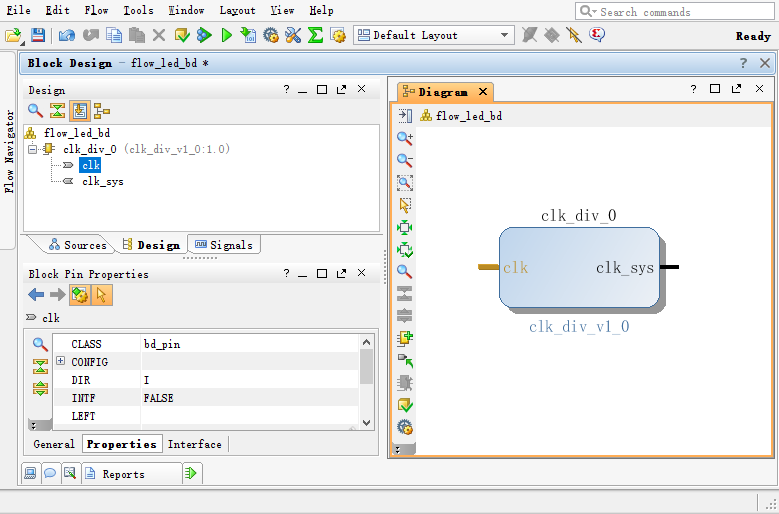 File Edit Flow Tools Window Layout View Help
Search commands
Default Layout
Ready
Block Design - flow_led_bd *
Flow Navigator
Design
flow_led_bd
clk_div_0 (clk_div_v1_0:1.0)
clk
clk_sys
Sources Design Signals
Block Pin Properties
clk
CLASS bd_pin
CONFIG
DIR I
INTF FALSE
LEFT
General Properties Interface
Reports
Diagram
flow_led_bd
clk_div_0
clk clk_sys
clk_div_v1_0